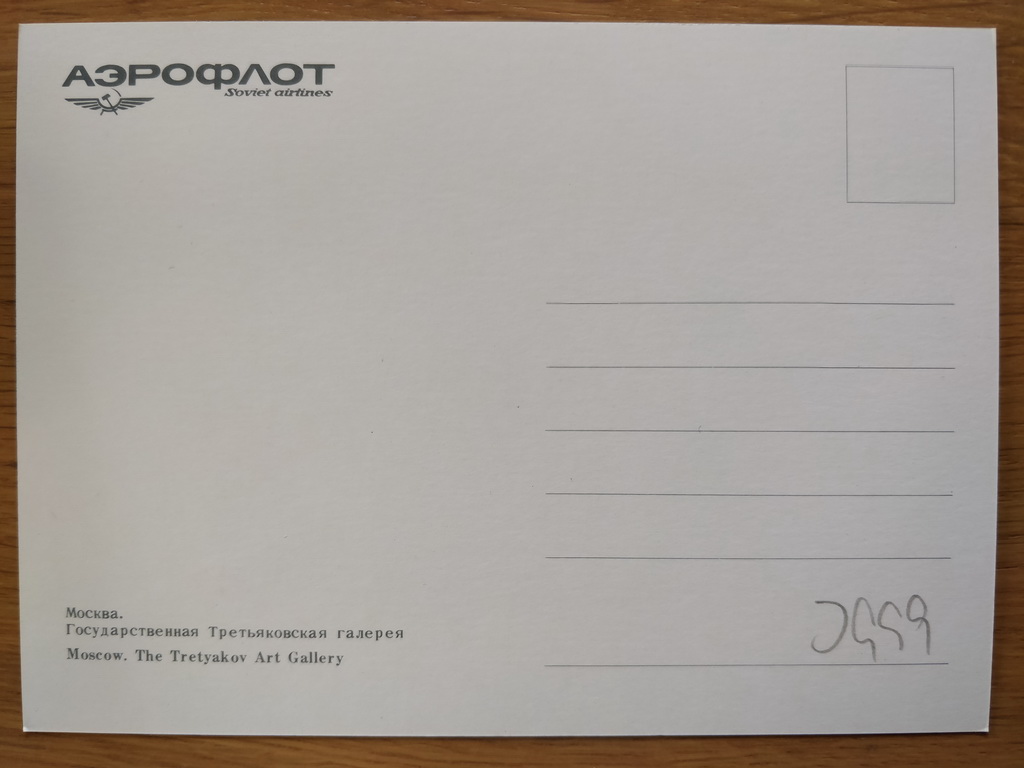 АЭРОФЛОТ
Soviet airlines
Москва.
Государственная Третьяковская галерея
Moscow. The Tretyakov Art Gallery